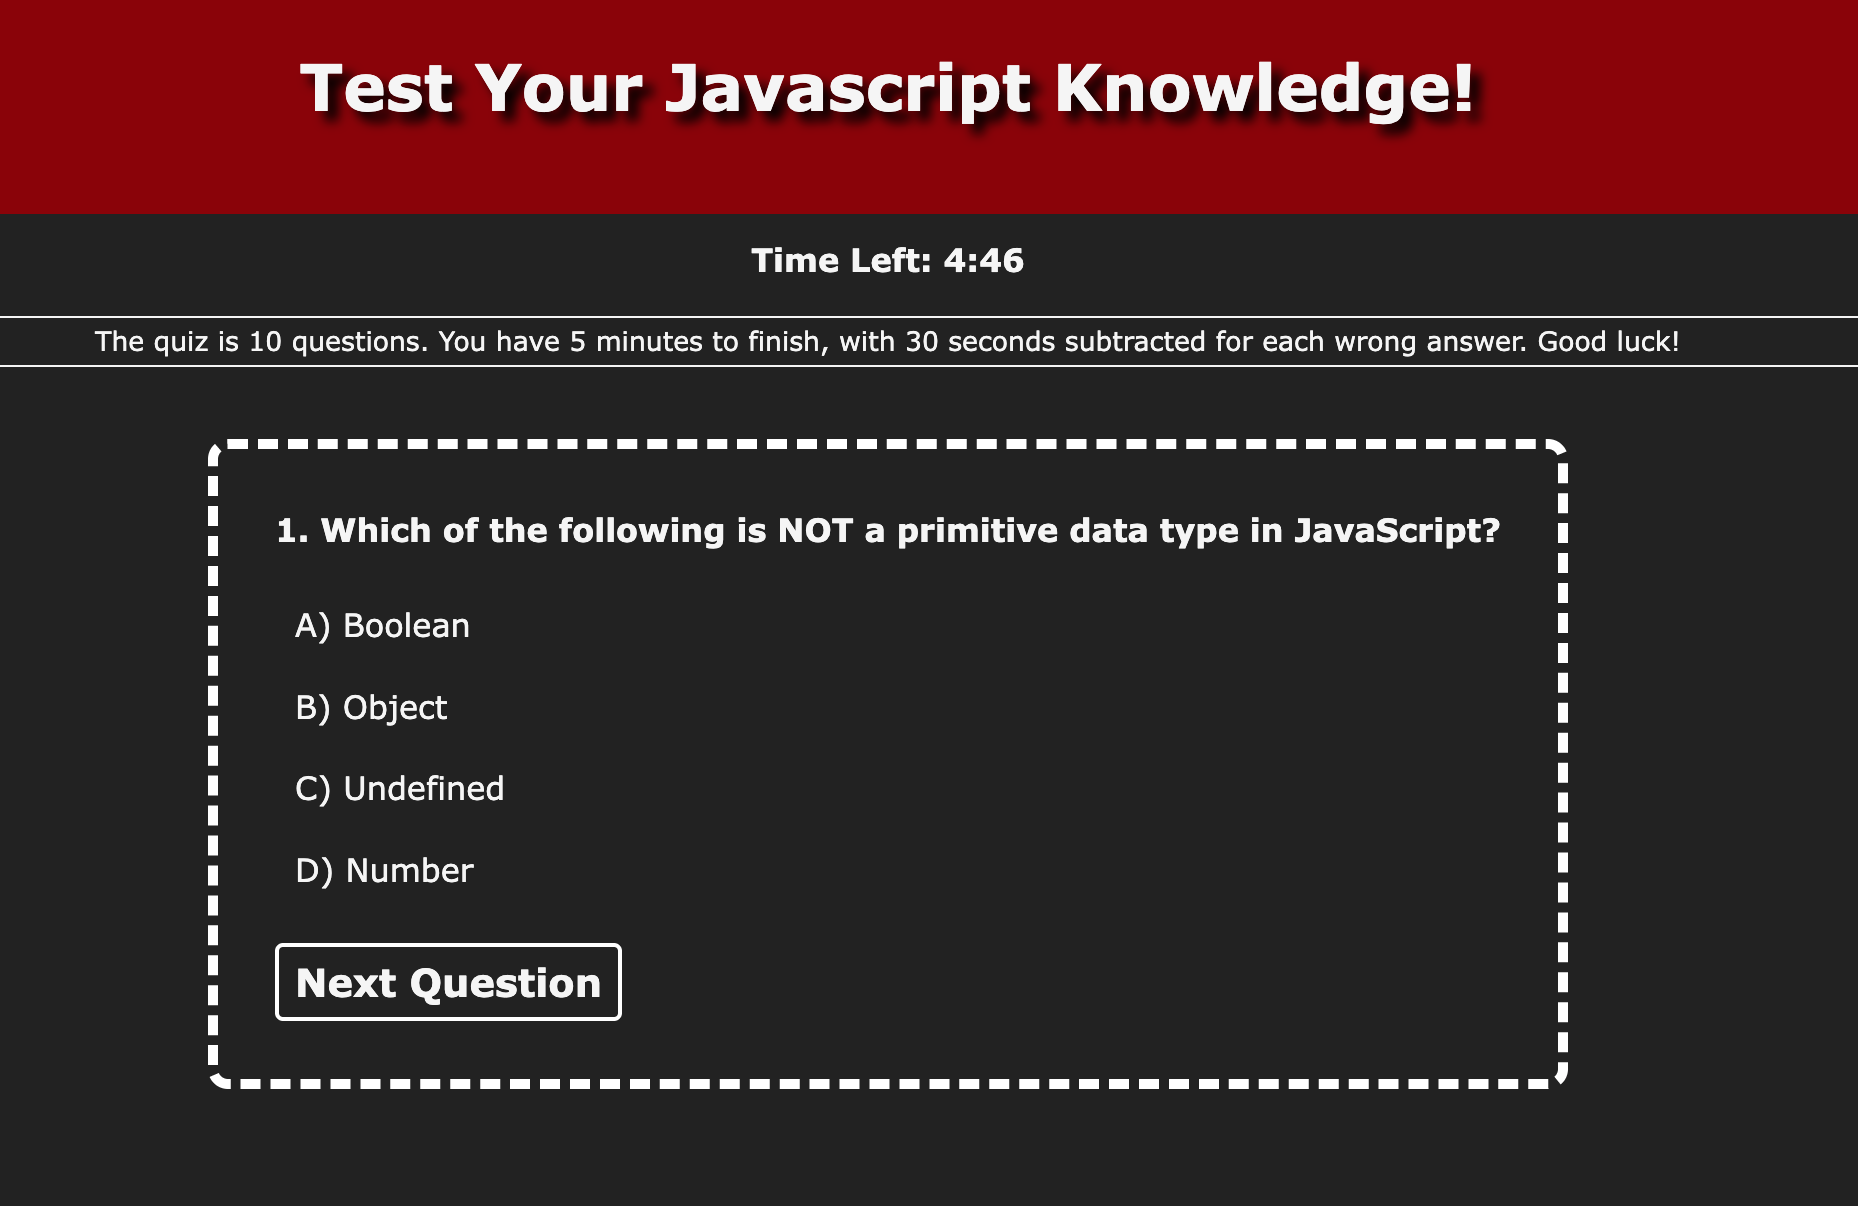 Test Your Javascript Knowledge!
Time Left: 4:46
The quiz is 10 questions. You have 5 minutes to finish, with 30 seconds subtracted for each wrong answer. Good luck!
1. Which of the following is NOT a primitive data type in JavaScript?
A) Boolean
B) Object
C) Undefined
D) Number
Next Question